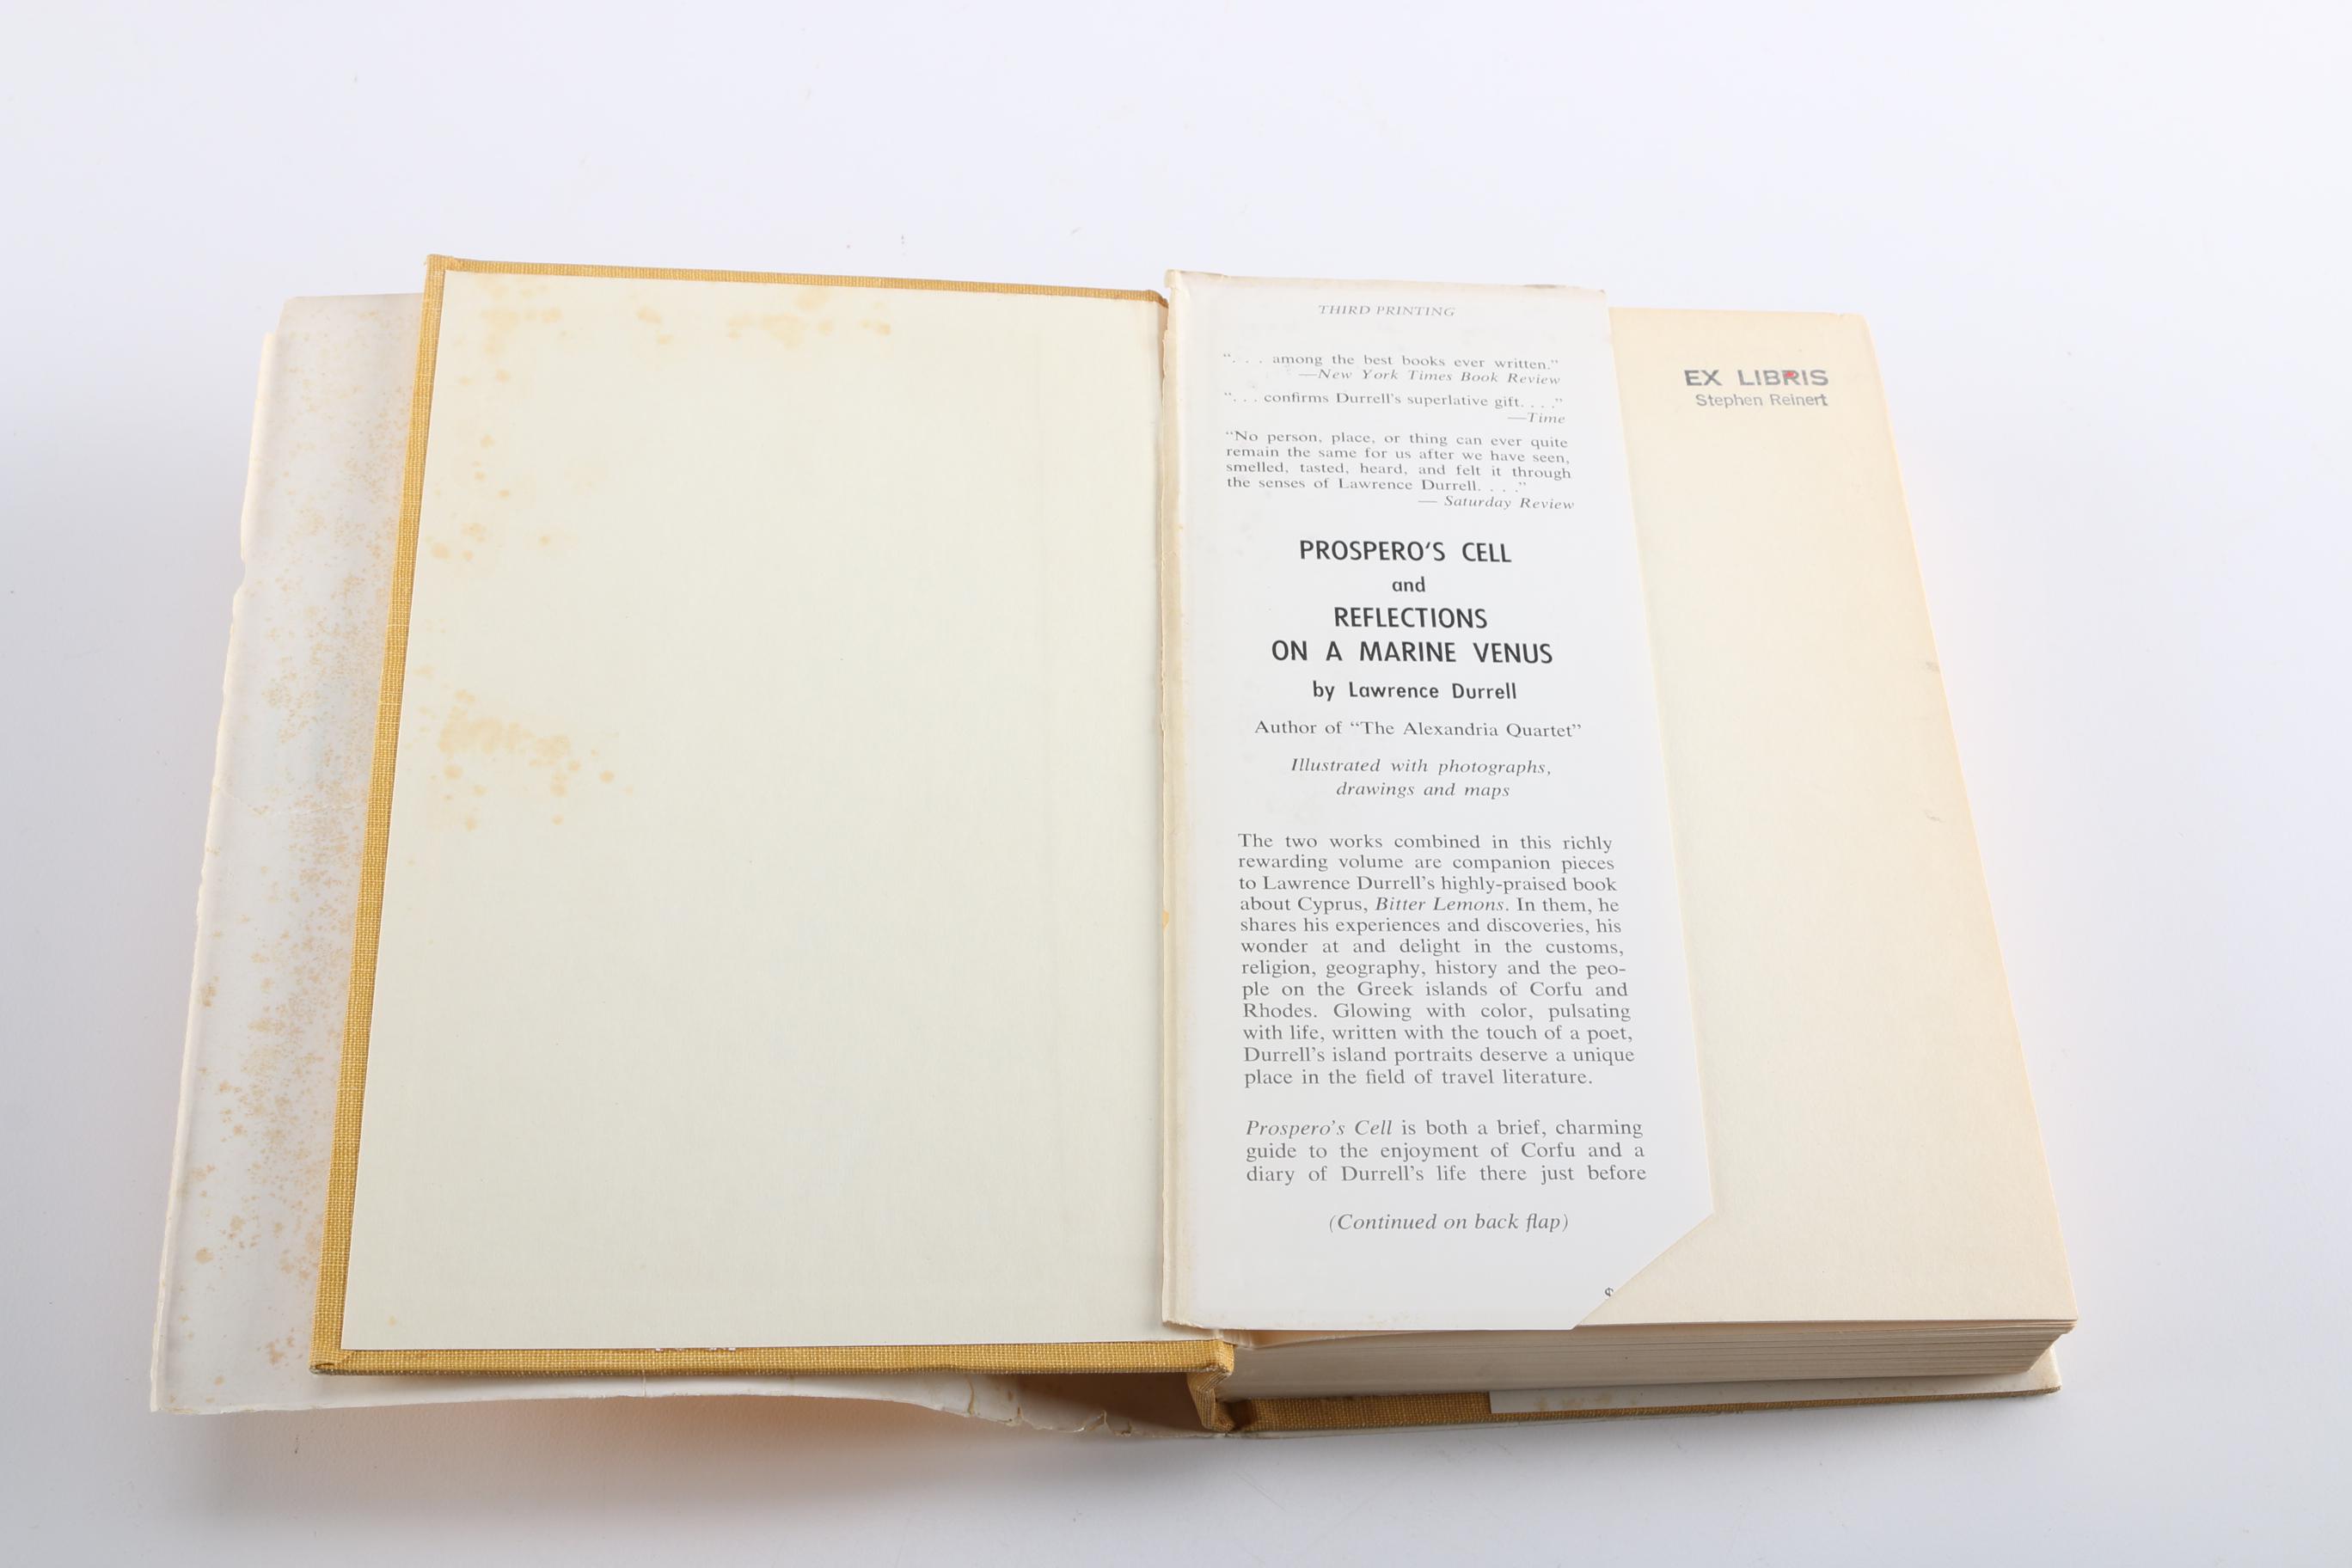 THIRD PRINTING
“. . . among the best books ever written.”
—New York Times Book Review
“. . . confirms Durrell’s superlative gift. . . .”
—Time
“No person, place, or thing can ever quite
remain the same for us after we have seen,
smelled, tasted, heard, and felt it through
the senses of Lawrence Durrell. . . .”
— Saturday Review
PROSPERO’S CELL
and
REFLECTIONS
ON A MARINE VENUS
by Lawrence Durrell
Author of “The Alexandria Quartet”
Illustrated with photographs,
drawings and maps
The two works combined in this richly
rewarding volume are companion pieces
to Lawrence Durrell’s highly-praised book
about Cyprus, Bitter Lemons. In them, he
shares his experiences and discoveries, his
wonder at and delight in the customs,
religion, geography, history and the peo-
ple on the Greek islands of Corfu and
Rhodes. Glowing with color, pulsating
with life, written with the touch of a poet,
Durrell’s island portraits deserve a unique
place in the field of travel literature.
Prospero’s Cell is both a brief, charming
guide to the enjoyment of Corfu and a
diary of Durrell’s life there just before
(Continued on back flap)
EX LIBRIS
Stephen Reinert